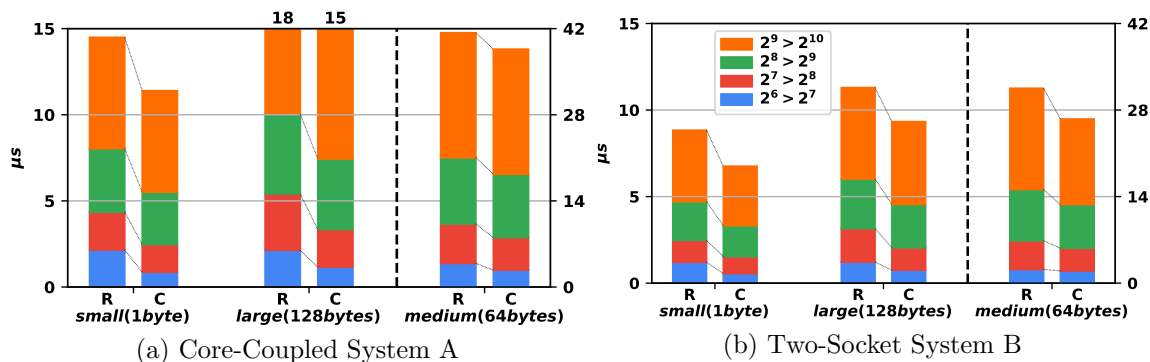 18 15
15
10
5
0
μs
42
28
14
0
R C R C R C
small(1byte) large(128bytes) medium(64bytes)
(a) Core-Coupled System A
15
10
5
0
μs
42
28
14
0
2⁹ > 2¹⁰
2⁸ > 2⁹
2⁷ > 2⁸
2⁶ > 2⁷
R C R C R C
small(1byte) large(128bytes) medium(64bytes)
(b) Two-Socket System B